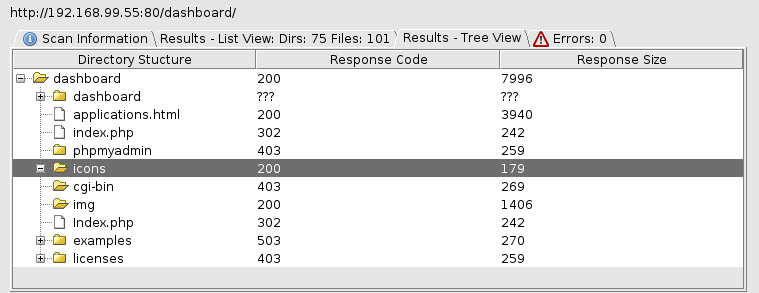 http://192.168.99.55:80/dashboard/
Scan Information Results - List View: Dirs: 75 Files: 101 Results - Tree View Errors: 0
Directory Stucture Response Code Response Size
dashboard 200 7996
dashboard ??? ???
applications.html 200 3940
index.php 302 242
phpmyadmin 403 259
icons 200 179
cgi-bin 403 269
img 200 1406
Index.php 302 242
examples 503 270
licenses 403 259